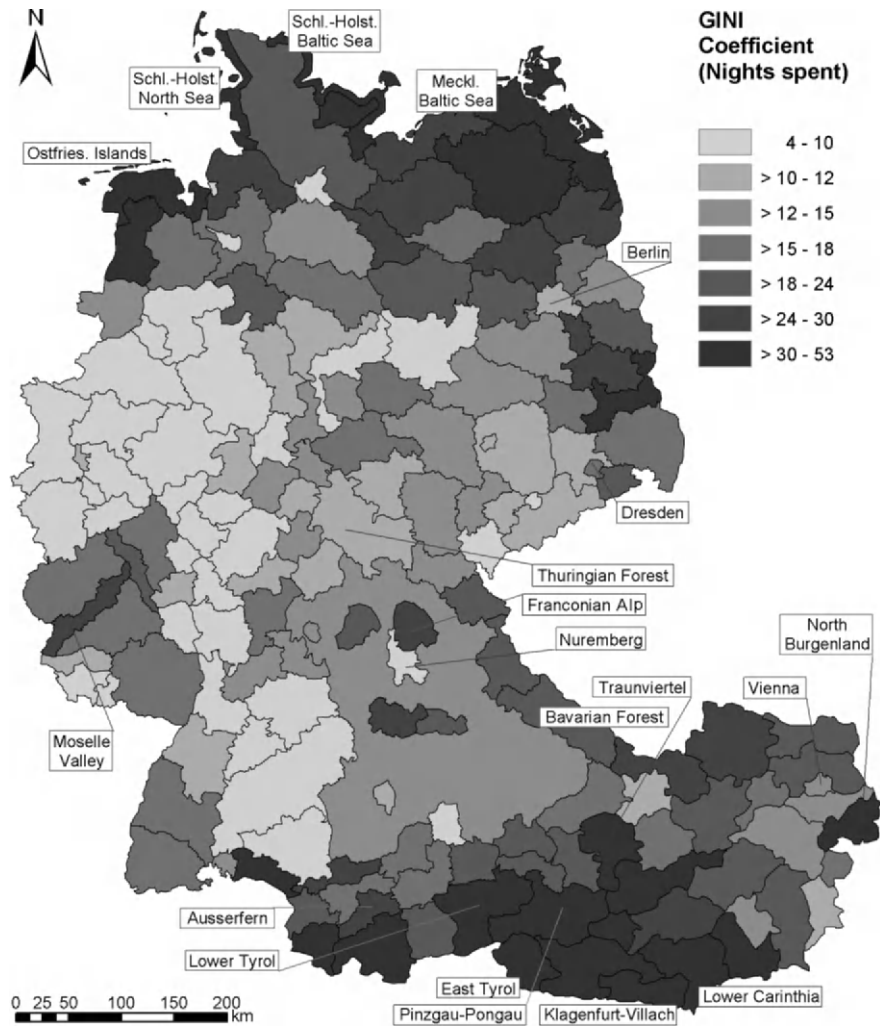 N
Schl.-Holst.
Baltic Sea
Schl.-Holst.
North Sea
Meckl.
Baltic Sea
Ostfries. Islands
GINI
Coefficient
(Nights spent)
4 - 10
> 10 - 12
> 12 - 15
> 15 - 18
> 18 - 24
> 24 - 30
> 30 - 53
Berlin
Dresden
Thuringian Forest
Franconian Alp
Nuremberg
North
Burgenland
Traunviertel
Vienna
Bavarian Forest
Moselle
Valley
Ausserfern
Lower Tyrol
East Tyrol
Pinzgau-Pongau
Klagenfurt-Villach
Lower Carinthia
0 25 50 100 150 200
km